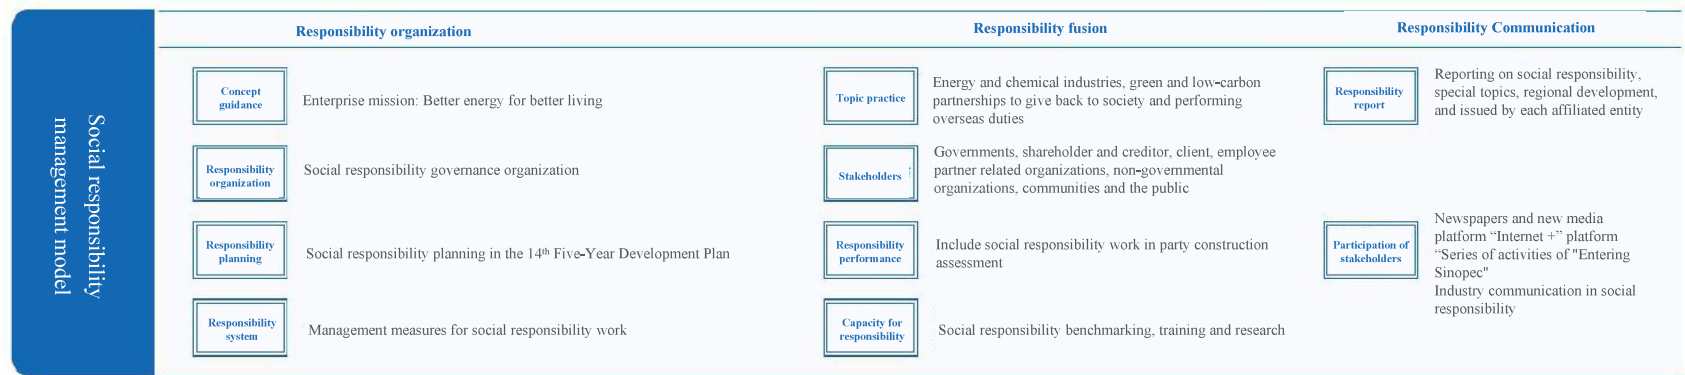 Social responsibility
management model
Responsibility organization
Concept
guidance
Enterprise mission: Better energy for better living
Responsibility
organization
Social responsibility governance organization
Responsibility
planning
Social responsibility planning in the 14th Five-Year Development Plan
Responsibility
system
Management measures for social responsibility work
Responsibility fusion
Topic practice
Energy and chemical industries, green and low-carbon
partnerships to give back to society and performing
overseas duties
Stakeholders
Governments, shareholder and creditor, client, employee
partner related organizations, non-governmental
organizations, communities and the public
Responsibility
performance
Include social responsibility work in party construction
assessment
Capacity for
responsibility
Social responsibility benchmarking, training and research
Responsibility Communication
Responsibility
report
Reporting on social responsibility,
special topics, regional development,
and issued by each affiliated entity
Participation of
stakeholders
Newspapers and new media
platform “Internet +” platform
“Series of activities of "Entering
Sinopec"
Industry communication in social
responsibility